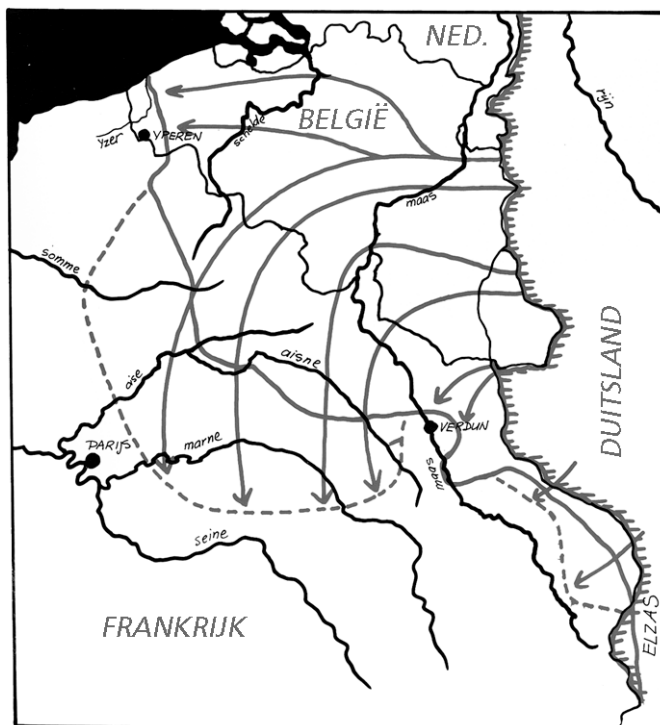 NED.
BELGIË
rijn
yzer
YPEREN
schelde
maas
somme
DUITSLAND
oise
aisne
VERDUN
PARIJS
marne
maas
seine
ELZAS
FRANKRIJK